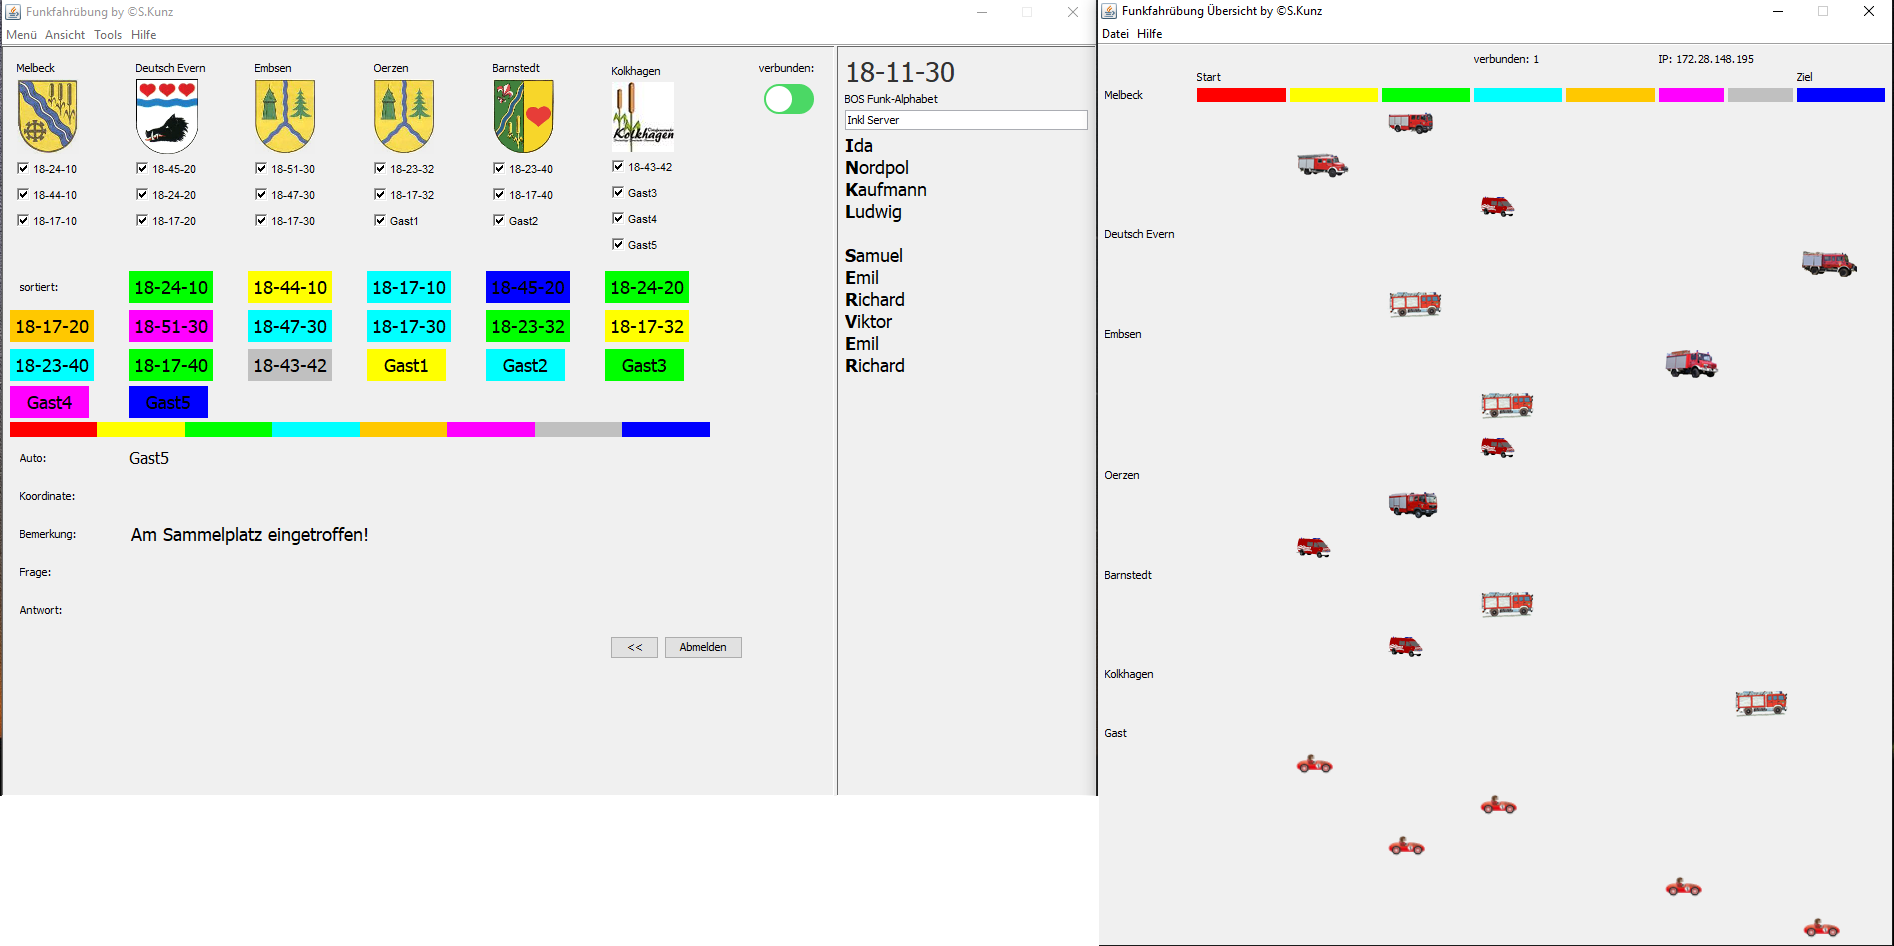 Funkfahrübung by ©S.Kunz
Menü Ansicht Tools Hilfe
Melbeck Deutsch Evern Embsen Oerzen Barnstedt Kolkhagen verbunden:
Kolkhagen
18-24-10 18-45-20 18-51-30 18-23-32 18-23-40 18-43-42
18-44-10 18-24-20 18-47-30 18-17-32 18-17-40 Gast3
18-17-10 18-17-20 18-17-30 Gast1 Gast2 Gast4
Gast5
sortiert: 18-24-10 18-44-10 18-17-10 18-45-20 18-24-20
18-17-20 18-51-30 18-47-30 18-17-30 18-23-32 18-17-32
18-23-40 18-17-40 18-43-42 Gast1 Gast2 Gast3
Gast4 Gast5
Auto: Gast5
Koordinate:
Bemerkung: Am Sammelplatz eingetroffen!
Frage:
Antwort:
<< Abmelden
18-11-30
BOS Funk-Alphabet
Inkl Server
Ida
Nordpol
Kaufmann
Ludwig
Samuel
Emil
Richard
Viktor
Emil
Richard
Funkfahrübung Übersicht by ©S.Kunz
Datei Hilfe
verbunden: 1 IP: 172.28.148.195
Start Ziel
Melbeck
Deutsch Evern
Embsen
Oerzen
Barnstedt
Kolkhagen
Gast